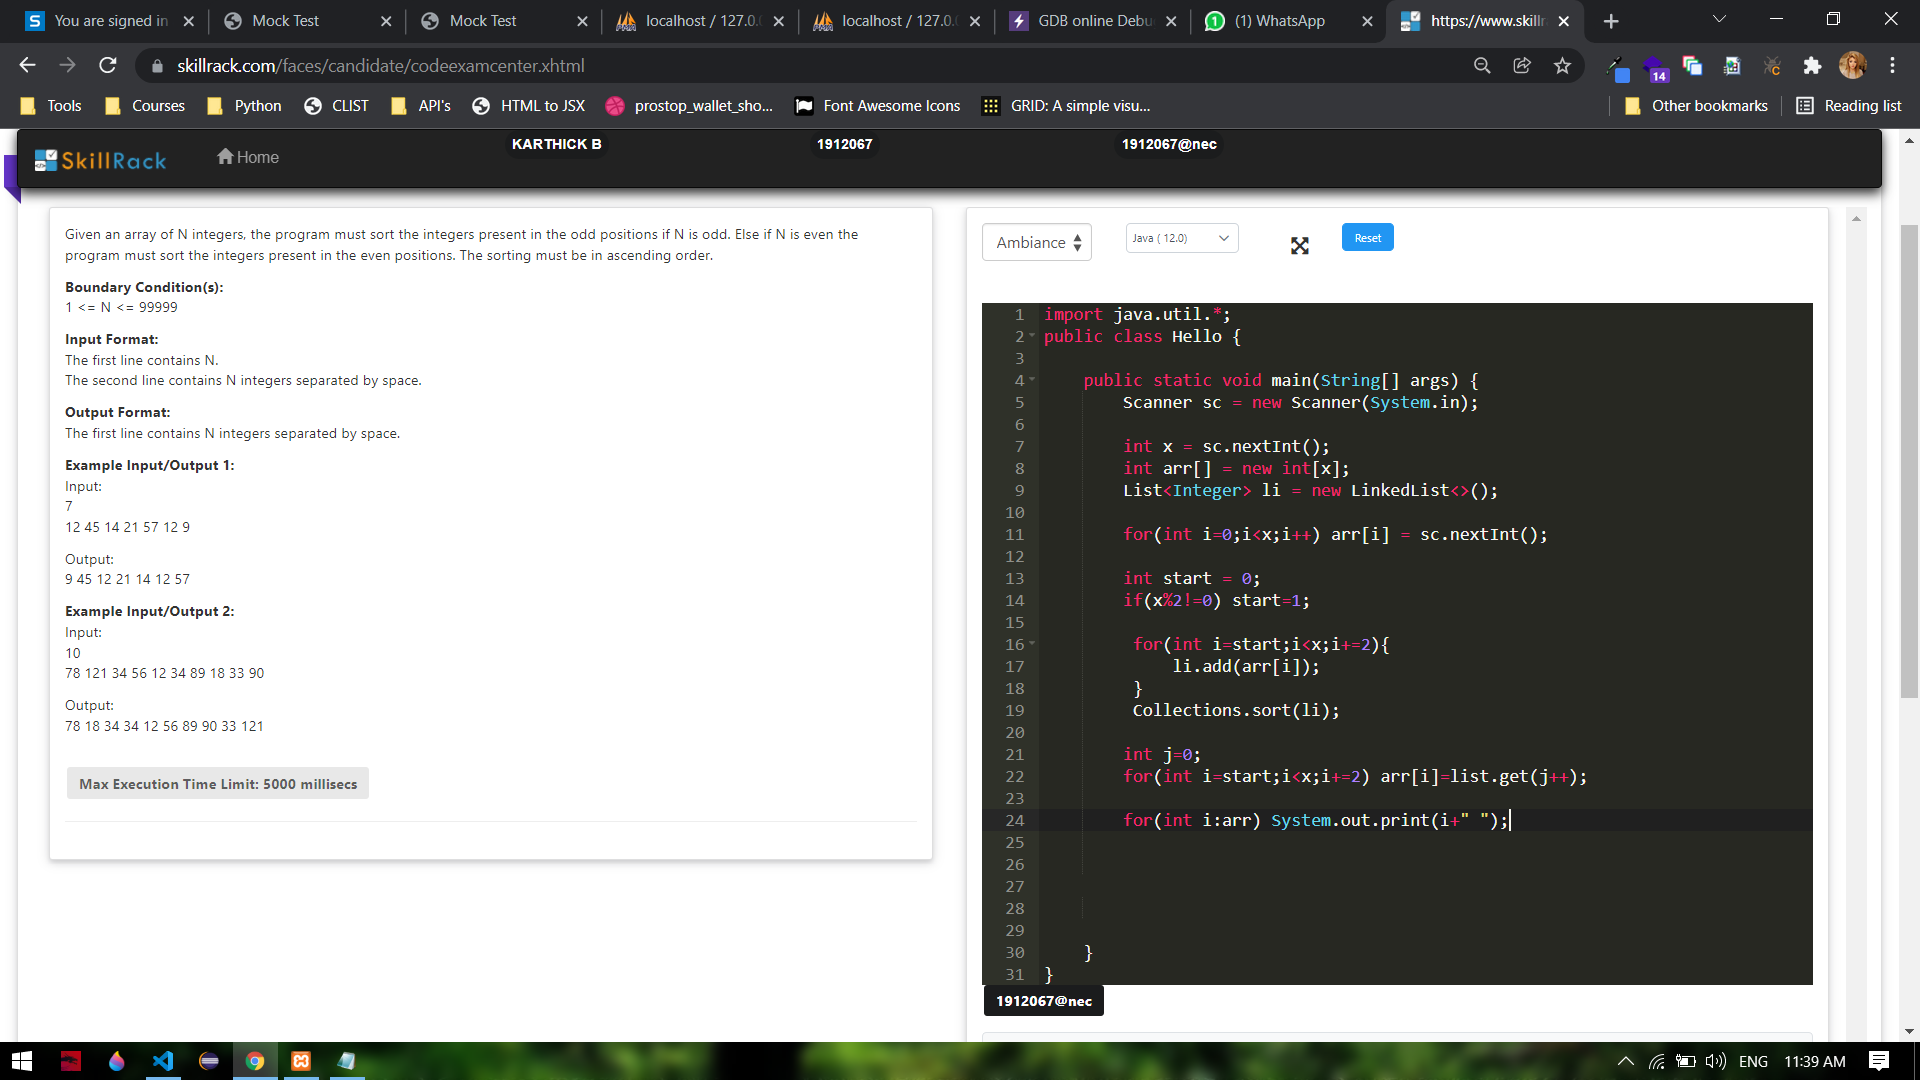 You are signed in
Mock Test
Mock Test
localhost / 127.0.0
localhost / 127.0.0
GDB online Debu
(1) WhatsApp
https://www.skillr
skillrack.com/faces/candidate/codeexamcenter.xhtml
14
Tools
Courses
Python
CLIST
API's
HTML to JSX
prostop_wallet_sho...
Font Awesome Icons
GRID: A simple visu...
Other bookmarks
Reading list
SkillRack
Home
KARTHICK B
1912067
1912067@nec
Given an array of N integers, the program must sort the integers present in the odd positions if N is odd. Else if N is even the
program must sort the integers present in the even positions. The sorting must be in ascending order.
Boundary Condition(s):
1 <= N <= 99999
Input Format:
The first line contains N.
The second line contains N integers separated by space.
Output Format:
The first line contains N integers separated by space.
Example Input/Output 1:
Input:
7
12 45 14 21 57 12 9
Output:
9 45 12 21 14 12 57
Example Input/Output 2:
Input:
10
78 121 34 56 12 34 89 18 33 90
Output:
78 18 34 34 12 56 89 90 33 121
Max Execution Time Limit: 5000 millisecs
Ambiance
Java ( 12.0)
Reset
1 import java.util.*;
2 public class Hello {
3
4 public static void main(String[] args) {
5 Scanner sc = new Scanner(System.in);
6
7 int x = sc.nextInt();
8 int arr[] = new int[x];
9 List<Integer> li = new LinkedList<>();
10
11 for(int i=0;i<x;i++) arr[i] = sc.nextInt();
12
13 int start = 0;
14 if(x%2!=0) start=1;
15
16 for(int i=start;i<x;i+=2){
17 li.add(arr[i]);
18 }
19 Collections.sort(li);
20
21 int j=0;
22 for(int i=start;i<x;i+=2) arr[i]=list.get(j++);
23
24 for(int i:arr) System.out.print(i+" ");
25
26
27
28
29
30 }
31 }
1912067@nec
ENG
11:39 AM